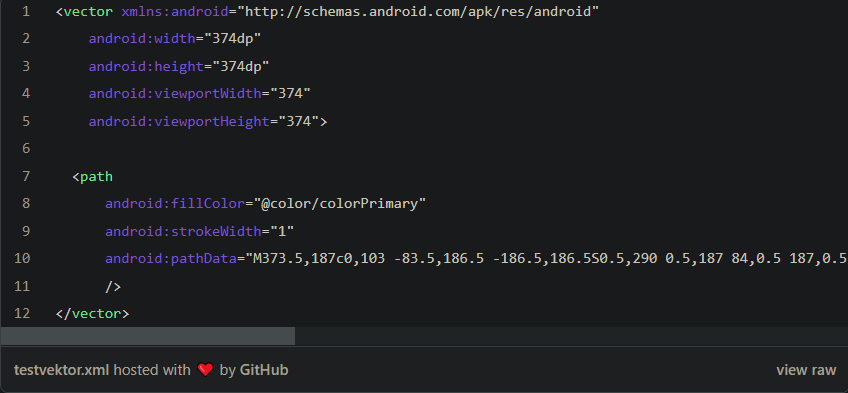 1 <vector xmlns:android="http://schemas.android.com/apk/res/android"
2 android:width="374dp"
3 android:height="374dp"
4 android:viewportWidth="374"
5 android:viewportHeight="374">
6
7 <path
8 android:fillColor="@color/colorPrimary"
9 android:strokeWidth="1"
10 android:pathData="M373.5,187c0,103 -83.5,186.5 -186.5,186.5S0.5,290 0.5,187 84,0.5 187,0.5
11 />
12 </vector>
testvektor.xml hosted with ❤ by GitHub view raw